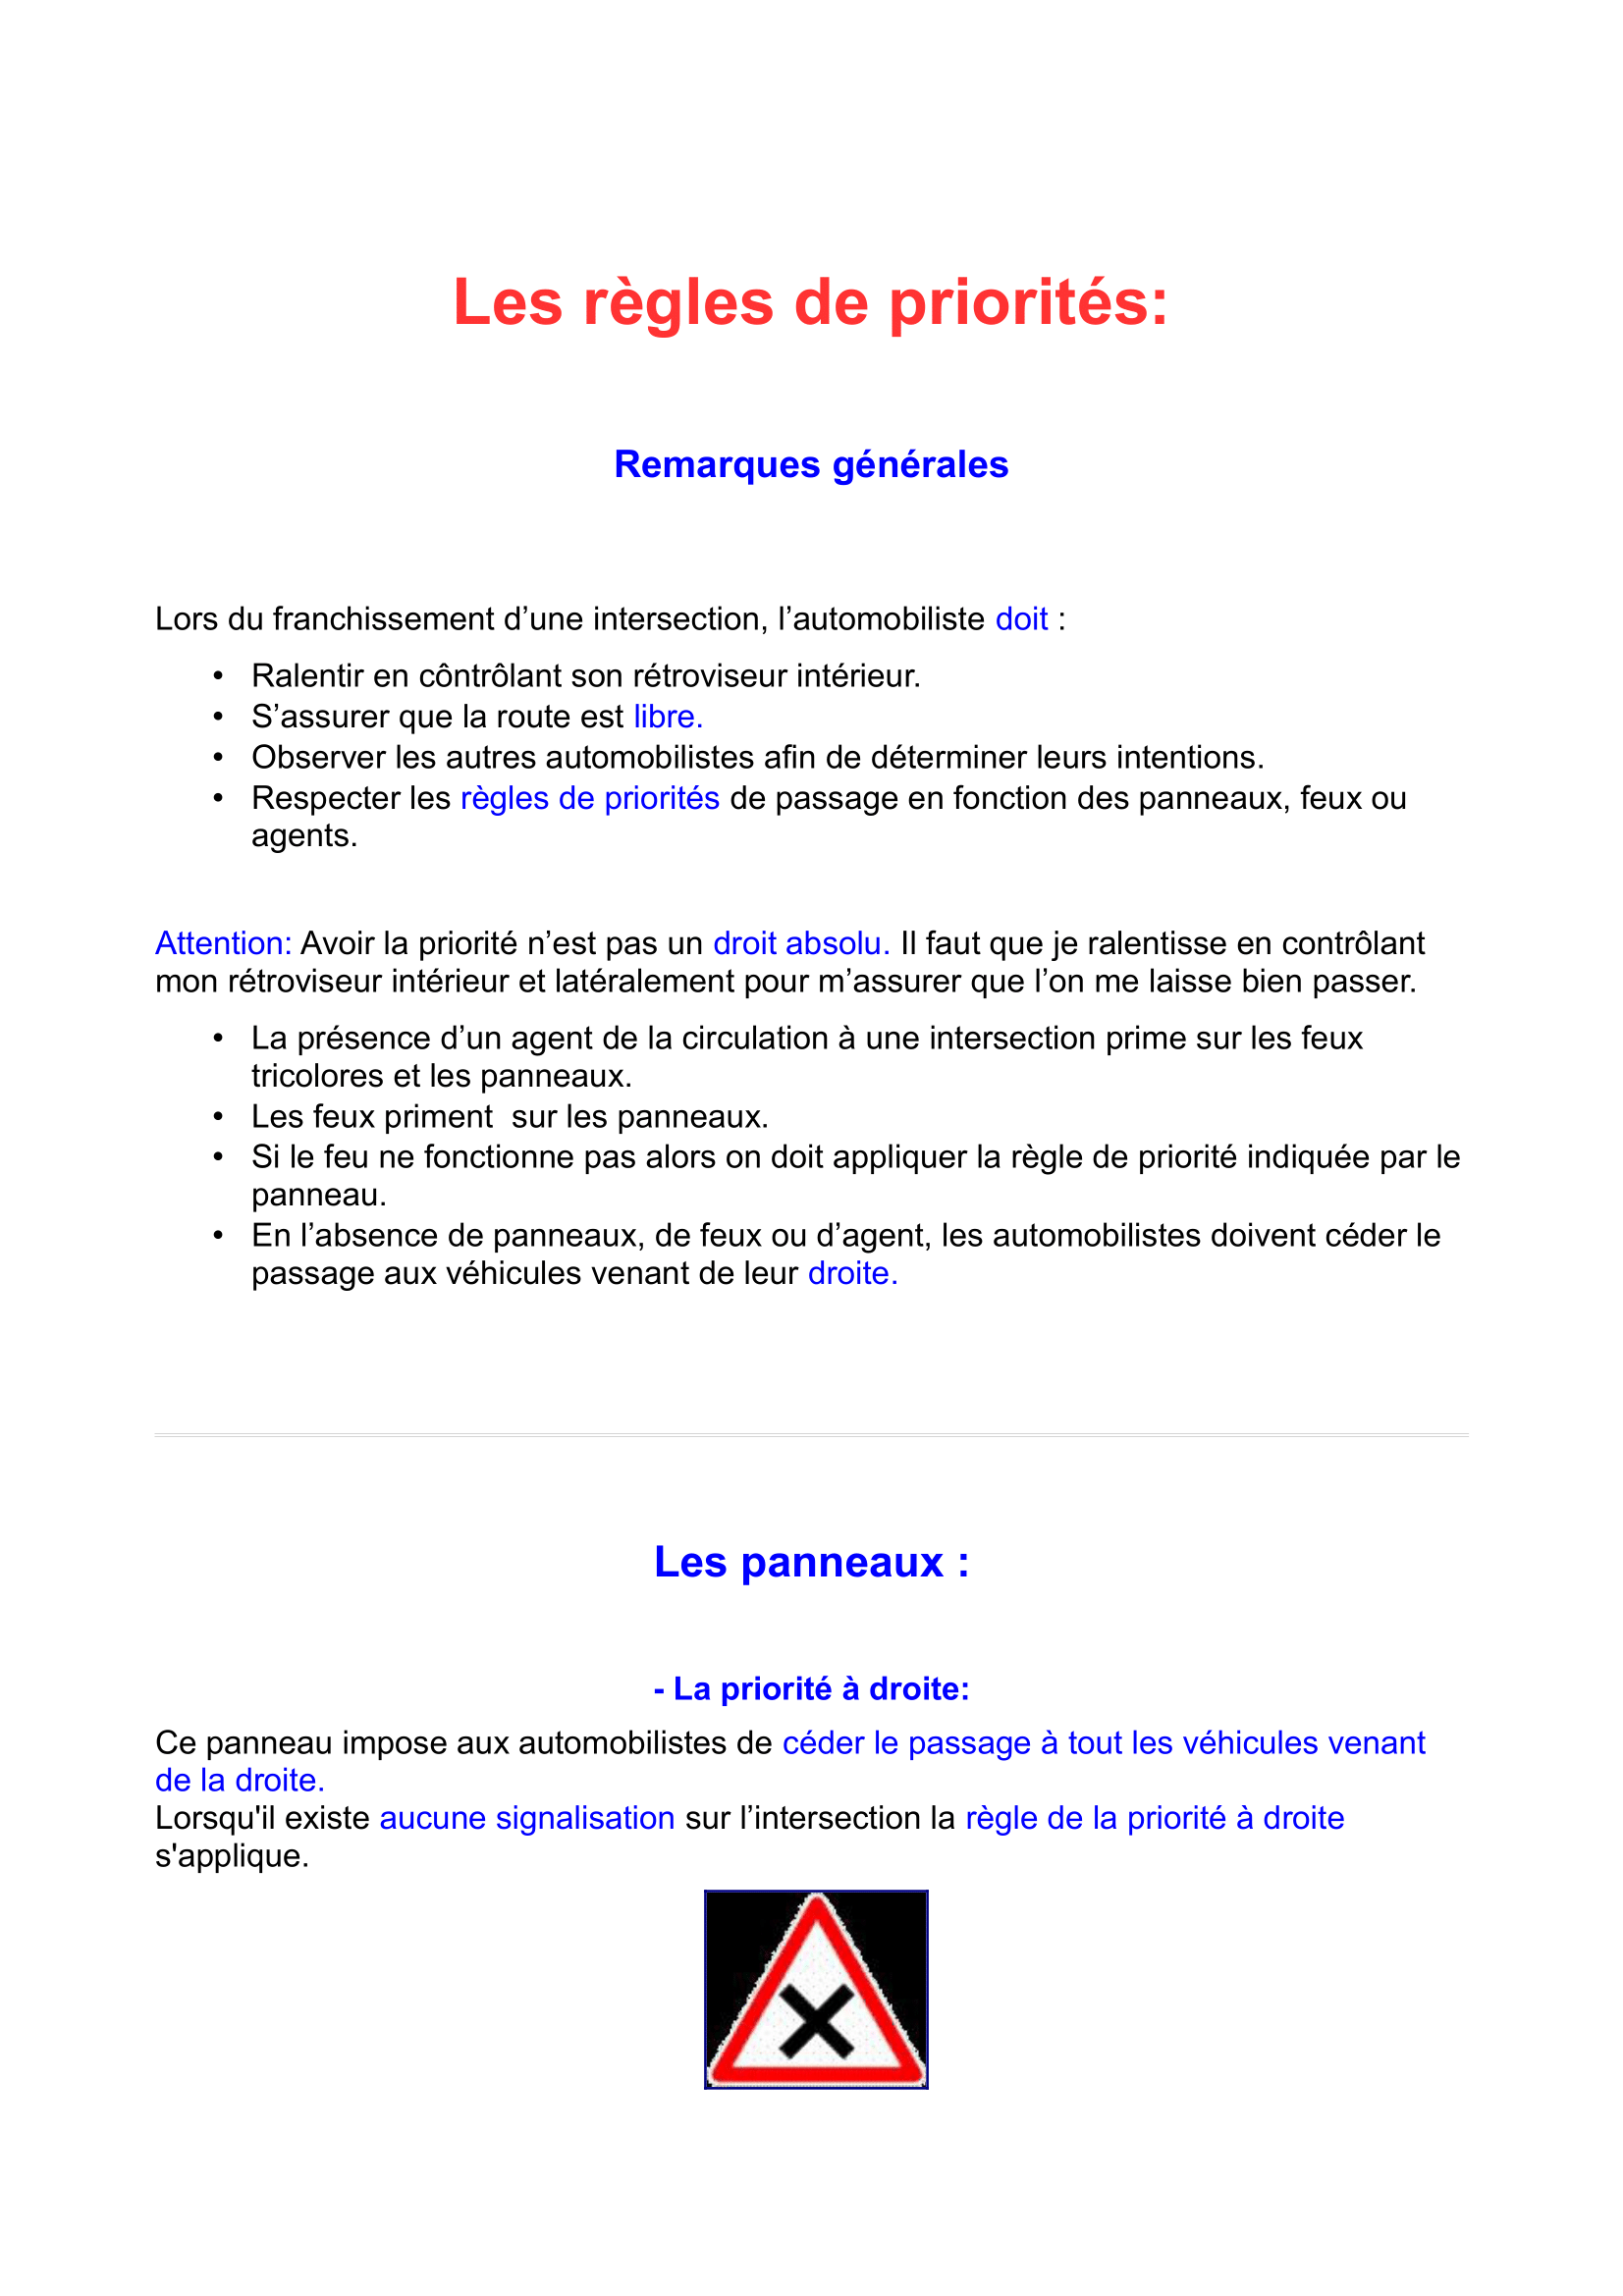 Les règles de priorités:
Remarques générales
Lors du franchissement d’une intersection, l’automobiliste doit :
• Ralentir en côntrôlant son rétroviseur intérieur.
• S’assurer que la route est libre.
• Observer les autres automobilistes afin de déterminer leurs intentions.
• Respecter les règles de priorités de passage en fonction des panneaux, feux ou
agents.
Attention: Avoir la priorité n’est pas un droit absolu. Il faut que je ralentisse en contrôlant
mon rétroviseur intérieur et latéralement pour m’assurer que l’on me laisse bien passer.
• La présence d’un agent de la circulation à une intersection prime sur les feux
tricolores et les panneaux.
• Les feux priment  sur les panneaux.
• Si le feu ne fonctionne pas alors on doit appliquer la règle de priorité indiquée par le
panneau.
• En l’absence de panneaux, de feux ou d’agent, les automobilistes doivent céder le
passage aux véhicules venant de leur droite.
Les panneaux :
- La priorité à droite:
Ce panneau impose aux automobilistes de céder le passage à tout les véhicules venant
de la droite.
Lorsqu'il existe aucune signalisation sur l’intersection la règle de la priorité à droite
s'applique.